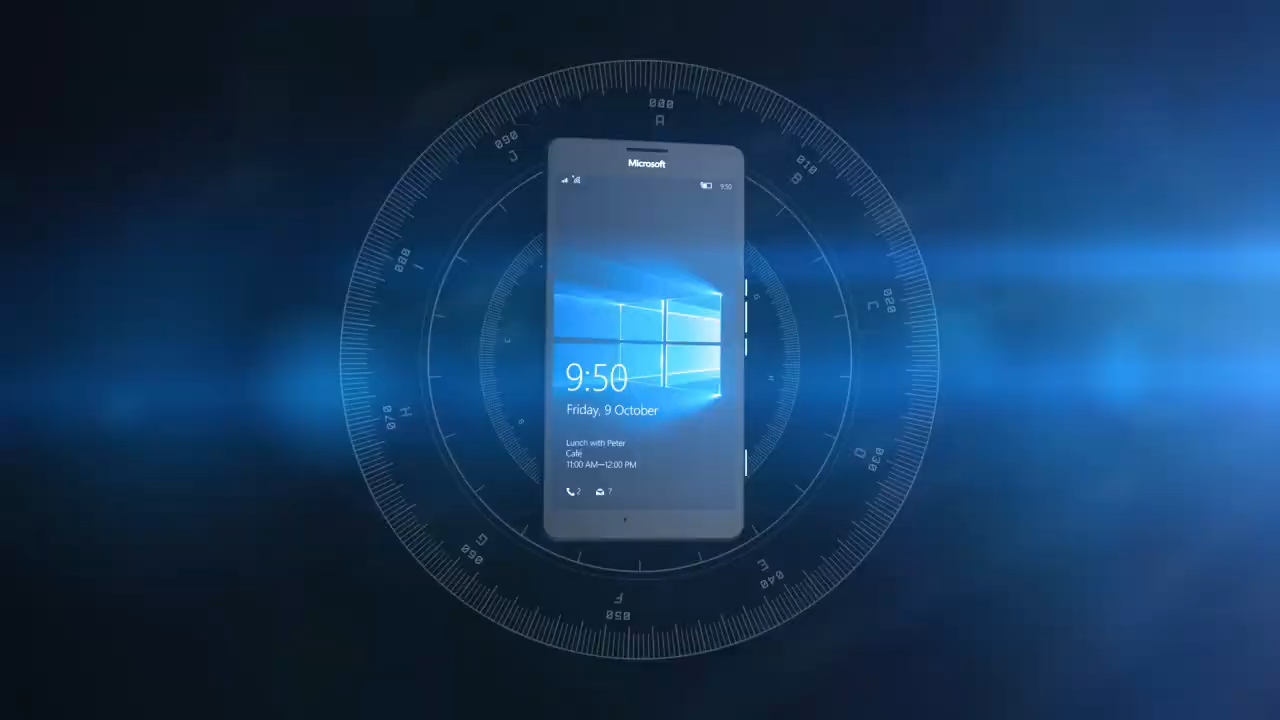 000
A
090
J
010
B
Microsoft
9:50
080
I
020
C
9:50
Friday, 9 October
070
H
Lunch with Peter
Café
11:00 AM—12:00 PM
030
D
2
7
G
060
E
040
F
050